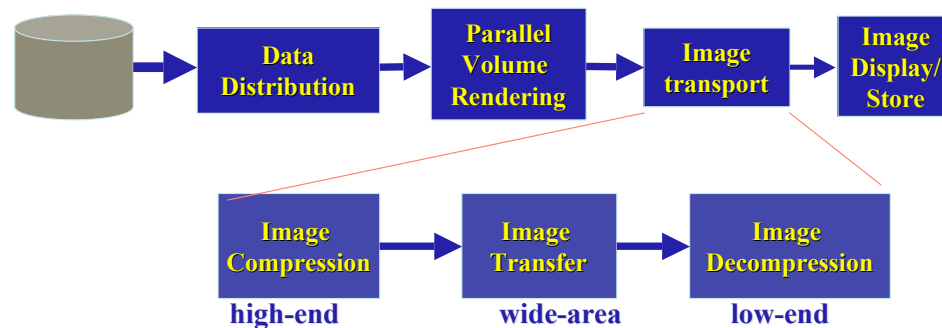 Data
Distribution
Parallel
Volume
Rendering
Image
transport
Image
Display/
Store
Image
Compression
Image
Transfer
Image
Decompression
high-end
wide-area
low-end